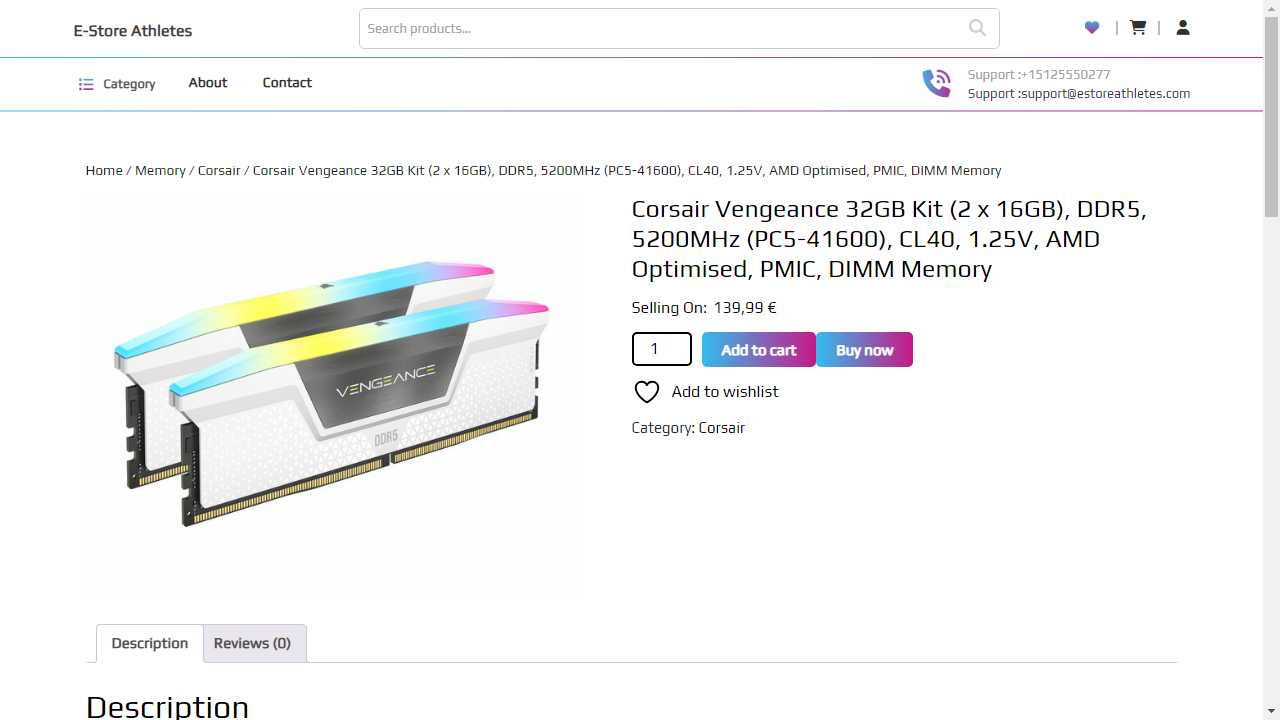 E-Store Athletes
Search products...
Category
About
Contact
Support :+15125550277
Support :support@estoreathletes.com
Home / Memory / Corsair / Corsair Vengeance 32GB Kit (2 x 16GB), DDR5, 5200MHz (PC5-41600), CL40, 1.25V, AMD Optimised, PMIC, DIMM Memory
VENGEANCE
DDR5
Corsair Vengeance 32GB Kit (2 x 16GB), DDR5,
5200MHz (PC5-41600), CL40, 1.25V, AMD
Optimised, PMIC, DIMM Memory
Selling On: 139,99 €
1
Add to cart
Buy now
Add to wishlist
Category: Corsair
Description
Reviews (0)
Description